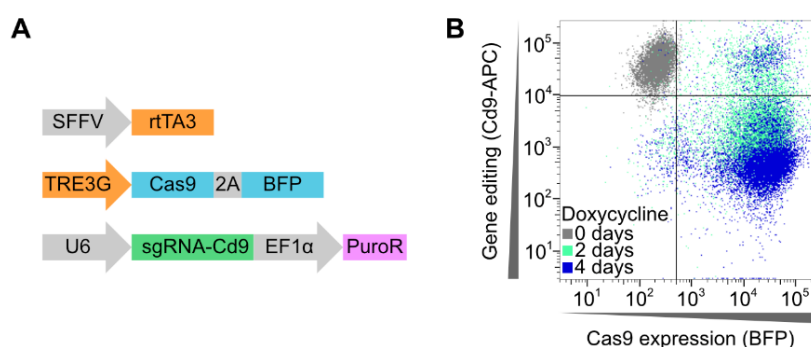 A
SFFV rtTA3
TRE3G Cas9 2A BFP
U6 sgRNA-Cd9 EF1α PuroR
B
Gene editing (Cd9-APC)
10⁵
10⁴
10³
10²
10¹
Doxycycline
0 days
2 days
4 days
10¹ 10² 10³ 10⁴ 10⁵
Cas9 expression (BFP)